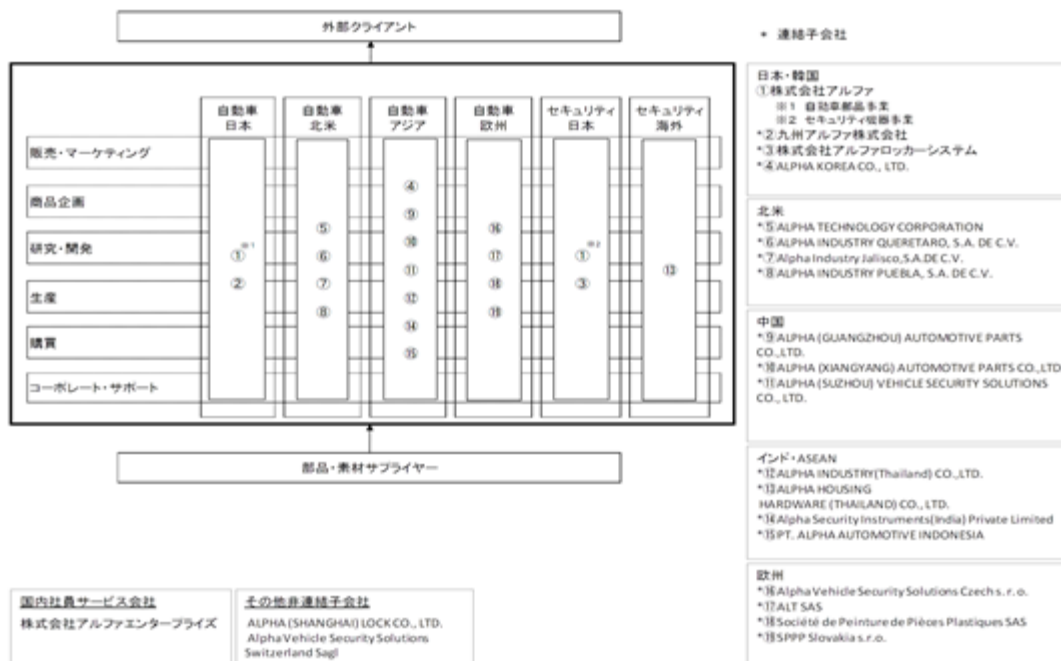 外部クライアント
* 連結子会社
自動車
日本
自動車
北米
自動車
アジア
自動車
欧州
セキュリティ
日本
セキュリティ
海外
販売・マーケティング
商品企画
研究・開発
生産
購買
コーポレート・サポート
①※1
②
⑤
⑥
⑦
⑧
④
⑨
⑩
⑪
⑫
⑭
⑮
⑯
⑰
⑱
⑲
①※2
③
⑬
部品・素材サプライヤー
日本・韓国
①株式会社アルファ
※1 自動車部品事業
※2 セキュリティ機器事業
*②九州アルファ株式会社
*③株式会社アルファロッカーシステム
*④ALPHA KOREA CO., LTD.
北米
*⑤ALPHA TECHNOLOGY CORPORATION
*⑥ALPHA INDUSTRY QUERETARO, S.A. DE C.V.
*⑦Alpha Industry Jalisco,S.A.DE C.V.
*⑧ALPHA INDUSTRY PUEBLA, S.A. DE C.V.
中国
*⑨ALPHA (GUANGZHOU) AUTOMOTIVE PARTS
CO.,LTD.
*⑩ALPHA (XIANGYANG) AUTOMOTIVE PARTS CO.,LTD
*⑪ALPHA (SUZHOU) VEHICLE SECURITY SOLUTIONS
CO., LTD.
インド・ASEAN
*⑫ALPHA INDUSTRY(Thailand) CO.,LTD.
*⑬ALPHA HOUSING
HARDWARE (THAILAND) CO., LTD.
*⑭Alpha Security Instruments(India) Private Limited
*⑮PT. ALPHA AUTOMOTIVE INDONESIA
欧州
*⑯Alpha Vehicle Security Solutions Czech s. r. o.
*⑰ALT SAS
*⑱Société de Peinture de Pièces Plastiques SAS
*⑲SPPP Slovakia s.r.o.
国内社員サービス会社
株式会社アルファエンタープライズ
その他非連結子会社
ALPHA (SHANGHAI) LOCK CO., LTD.
Alpha Vehicle Security Solutions
Switzerland Sagl